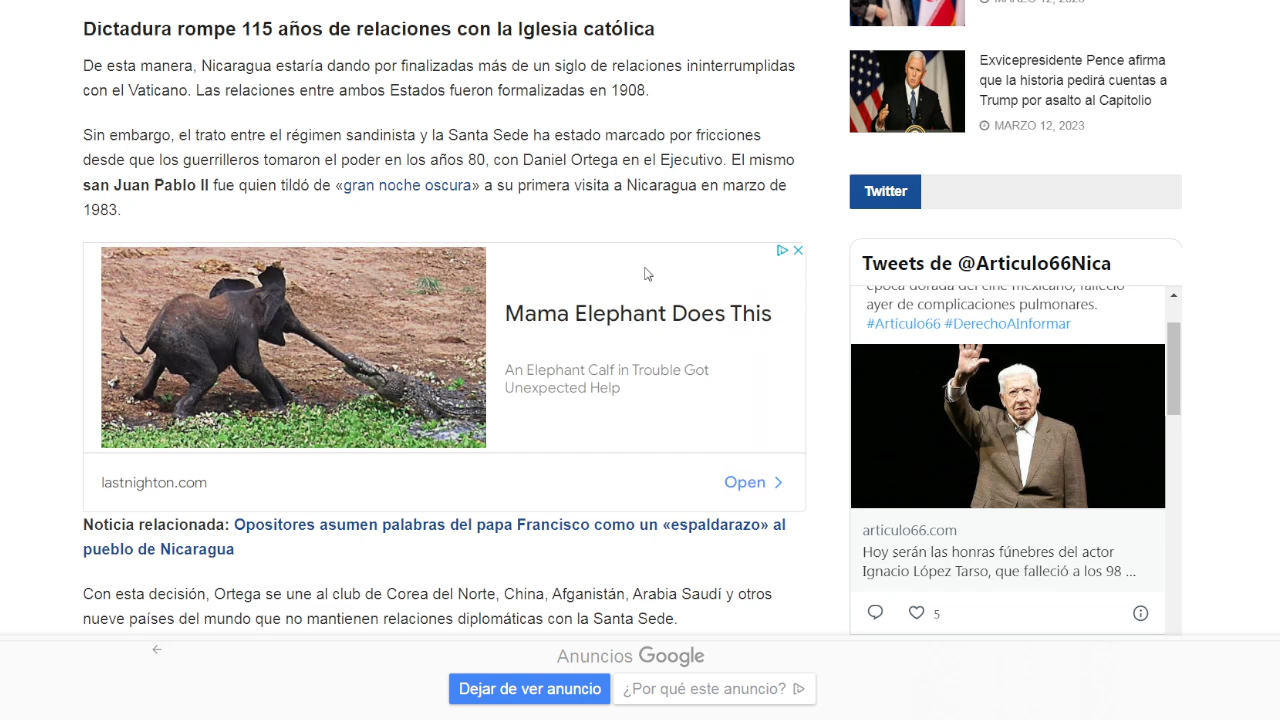 Dictadura rompe 115 años de relaciones con la Iglesia católica
De esta manera, Nicaragua estaría dando por finalizadas más de un siglo de relaciones ininterrumpidas
con el Vaticano. Las relaciones entre ambos Estados fueron formalizadas en 1908.
Sin embargo, el trato entre el régimen sandinista y la Santa Sede ha estado marcado por fricciones
desde que los guerrilleros tomaron el poder en los años 80, con Daniel Ortega en el Ejecutivo. El mismo
san Juan Pablo II fue quien tildó de «gran noche oscura» a su primera visita a Nicaragua en marzo de
1983.
Mama Elephant Does This
An Elephant Calf in Trouble Got
Unexpected Help
lastnighton.com
Open
Noticia relacionada: Opositores asumen palabras del papa Francisco como un «espaldarazo» al
pueblo de Nicaragua
Con esta decisión, Ortega se une al club de Corea del Norte, China, Afganistán, Arabia Saudí y otros
nueve países del mundo que no mantienen relaciones diplomáticas con la Santa Sede.
MARZO 12, 2023
Exvicepresidente Pence afirma
que la historia pedirá cuentas a
Trump por asalto al Capitolio
MARZO 12, 2023
Twitter
Tweets de @Articulo66Nica
época dorada del cine mexicano, falleció
ayer de complicaciones pulmonares.
#Artículo66 #DerechoAInformar
articulo66.com
Hoy serán las honras fúnebres del actor
Ignacio López Tarso, que falleció a los 98 ...
5
Anuncios Google
Dejar de ver anuncio
¿Por qué este anuncio?